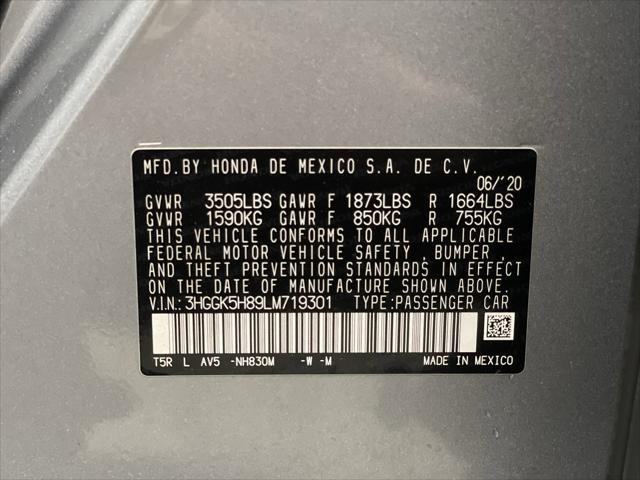 MFD.BY HONDA DE MEXICO S.A. DE C.V.
06/'20
GVWR 3505LBS GAWR F 1873LBS R 1664LBS
GVWR 1590KG GAWR F 850KG R 755KG
THIS VEHICLE CONFORMS TO ALL APPLICABLE
FEDERAL MOTOR VEHICLE SAFETY , BUMPER ,
AND THEFT PREVENTION STANDARDS IN EFFECT
ON THE DATE OF MANUFACTURE SHOWN ABOVE.
V.I.N.: 3HGGK5H89LM719301 TYPE:PASSENGER CAR
T5R L AV5 -NH830M -W -M MADE IN MEXICO